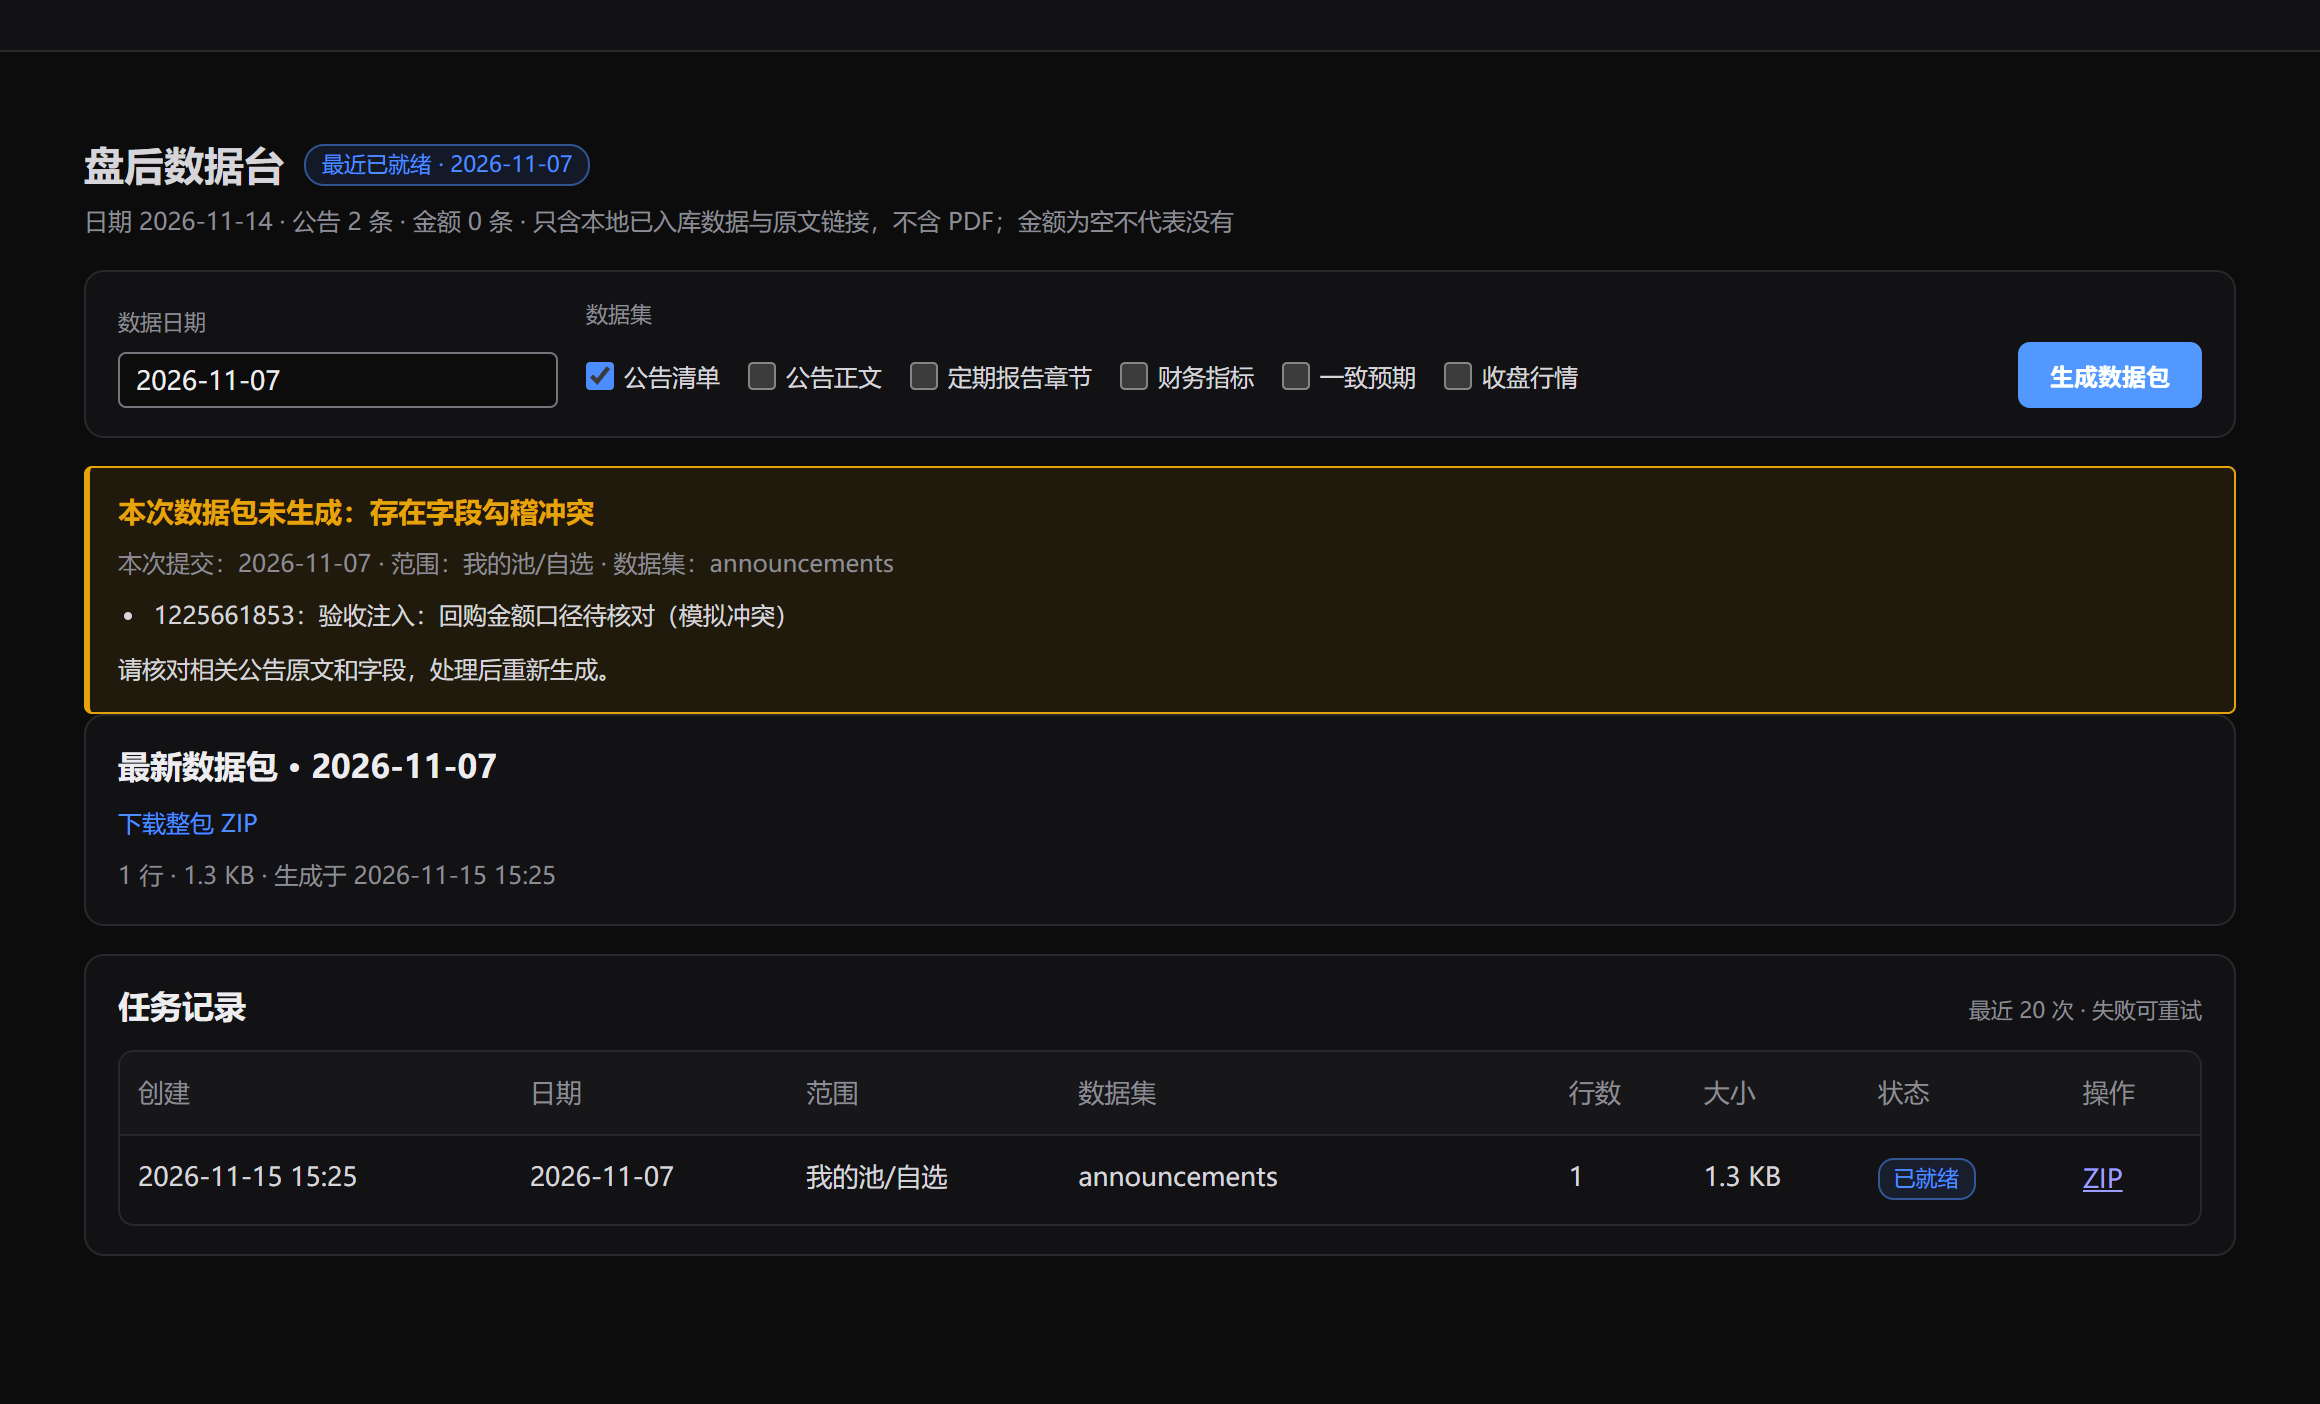 盘后数据台 最近已就绪 · 2026-11-07
日期 2026-11-14 · 公告 2 条 · 金额 0 条 · 只含本地已入库数据与原文链接，不含 PDF；金额为空不代表没有
数据日期
2026-11-07
数据集
公告清单 公告正文 定期报告章节 财务指标 一致预期 收盘行情
生成数据包
本次数据包未生成：存在字段勾稽冲突
本次提交：2026-11-07 · 范围：我的池/自选 · 数据集：announcements
• 1225661853：验收注入：回购金额口径待核对（模拟冲突）
请核对相关公告原文和字段，处理后重新生成。
最新数据包 • 2026-11-07
下载整包 ZIP
1 行 · 1.3 KB · 生成于 2026-11-15 15:25
任务记录 最近 20 次 · 失败可重试
创建 日期 范围 数据集 行数 大小 状态 操作
2026-11-15 15:25 2026-11-07 我的池/自选 announcements 1 1.3 KB 已就绪 ZIP